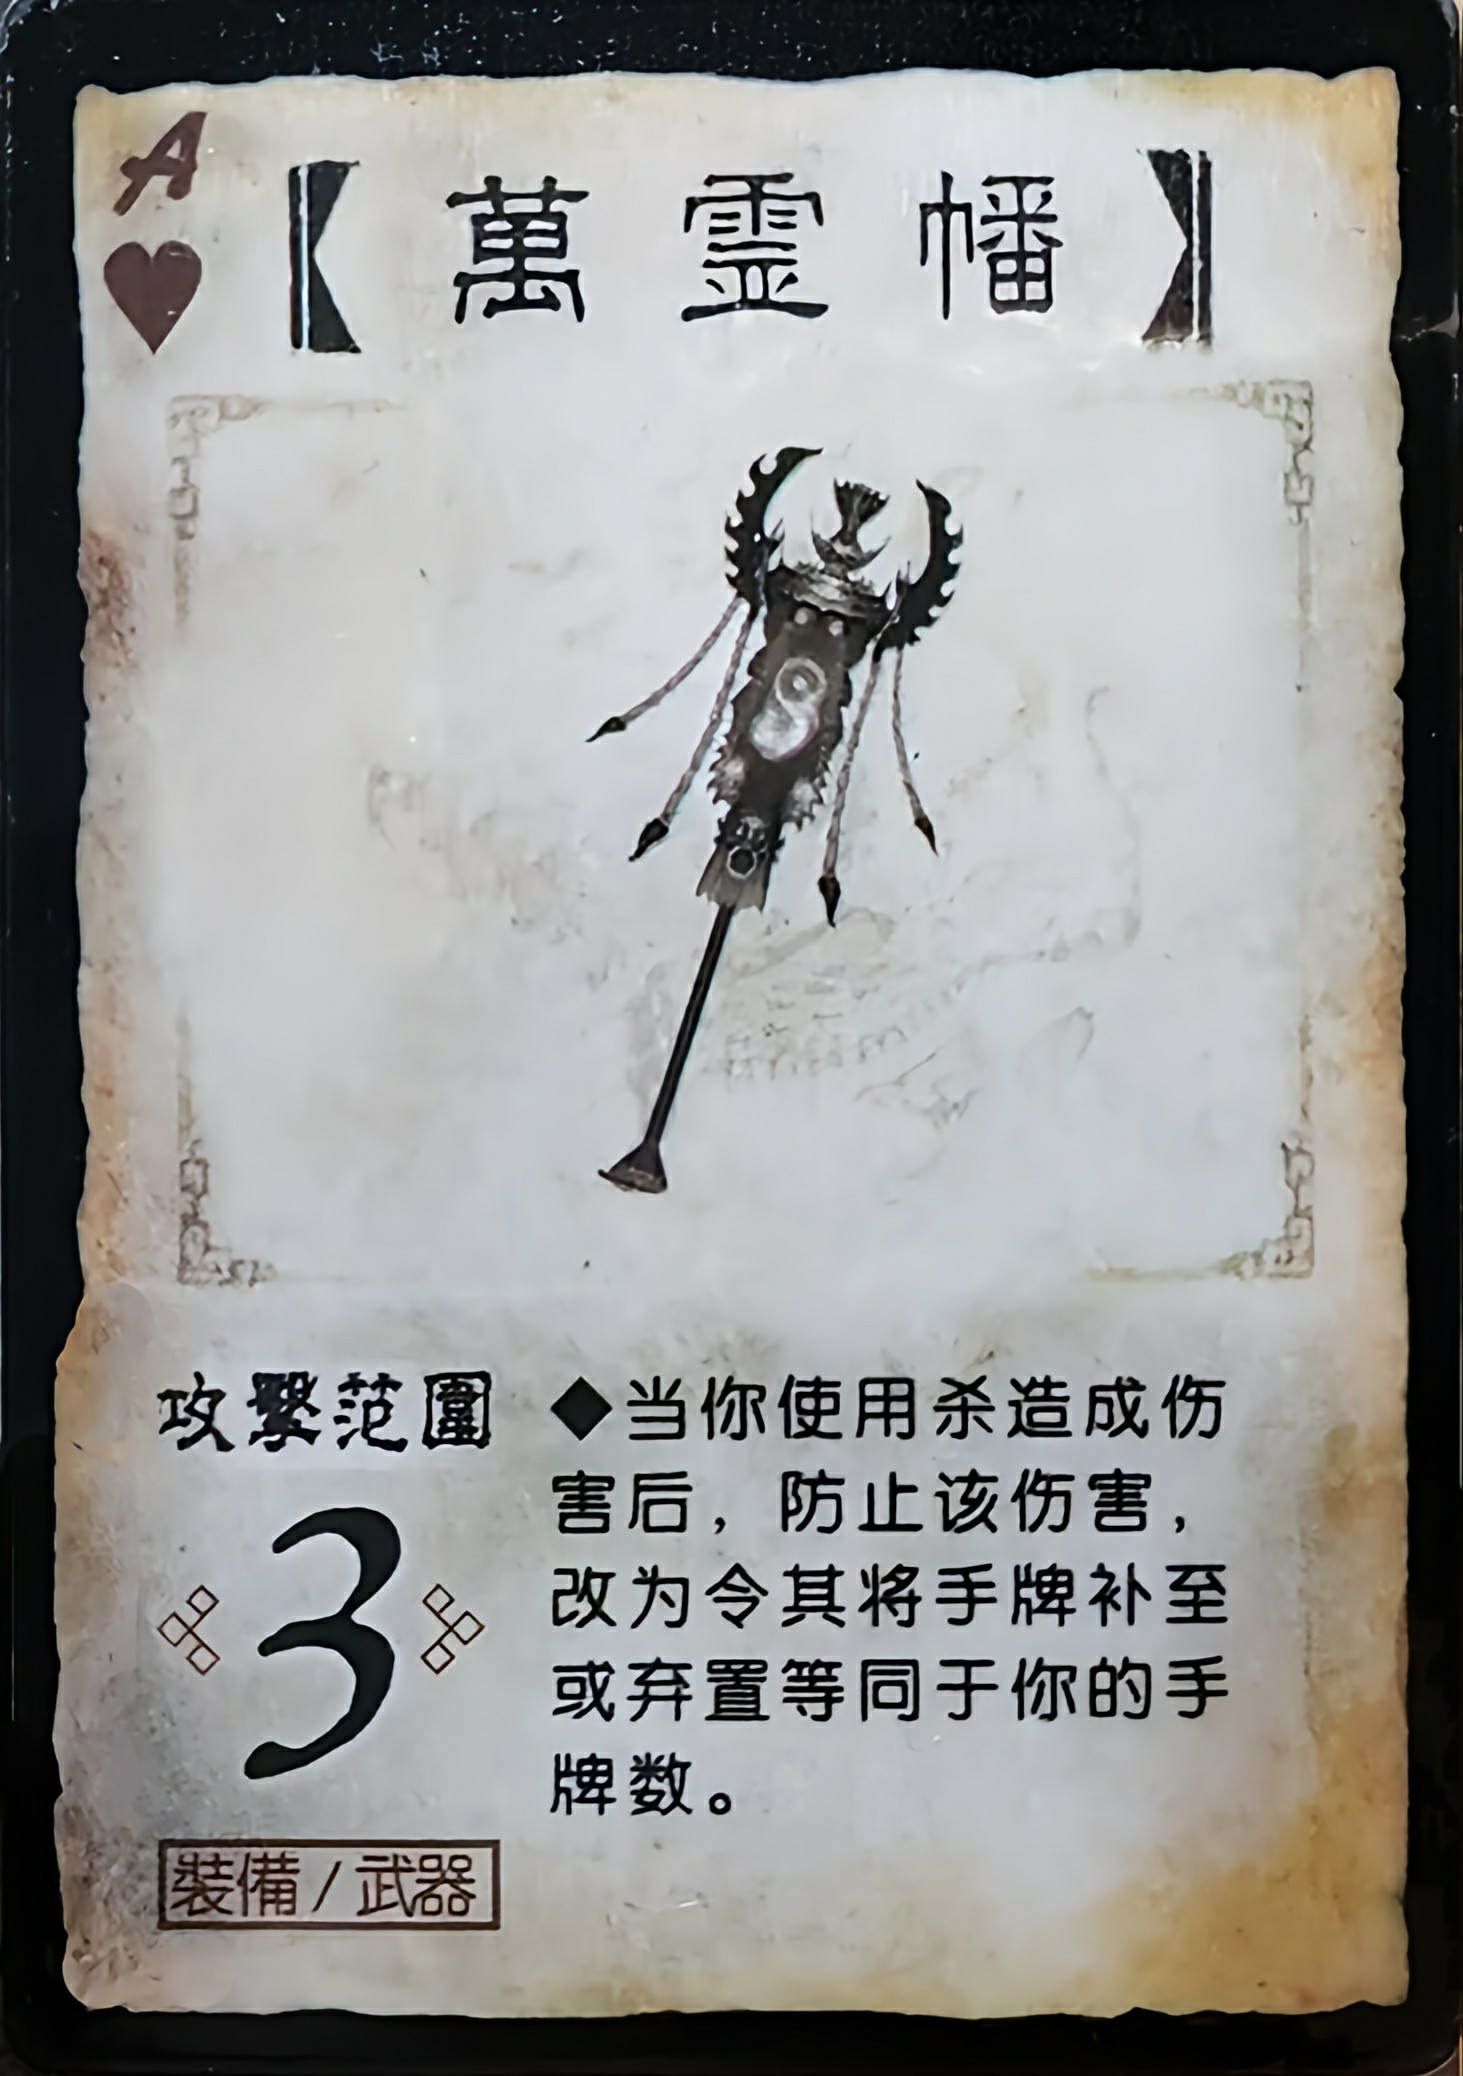 A
【萬霊幡】
攻擊范圍
3
◆当你使用杀造成伤
害后，防止该伤害，
改为令其将手牌补至
或弃置等同于你的手
牌数。
裝備/武器